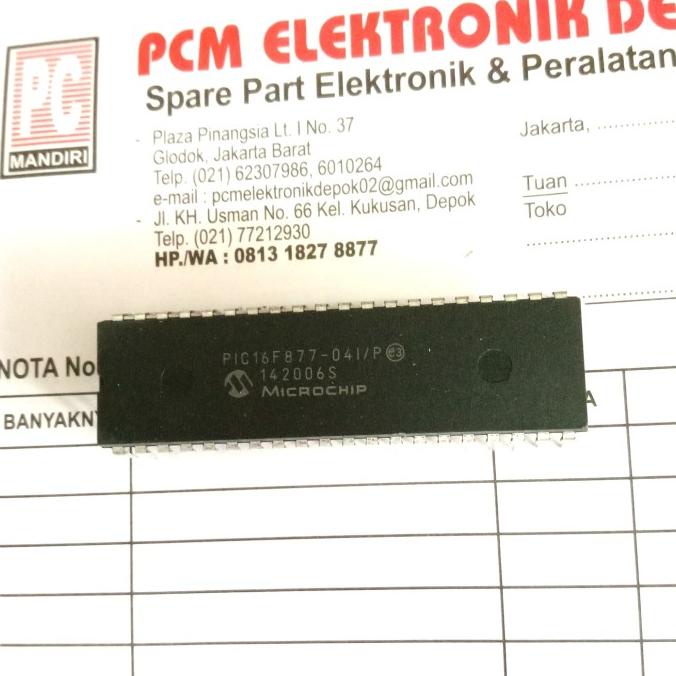 PC
MANDIRI
PCM ELEKTRONIK DE
Spare Part Elektronik & Peralatan
- Plaza Pinangsia Lt. I No. 37
Glodok, Jakarta Barat
Telp. (021) 62307986, 6010264
e-mail : pcmelektronikdepok02@gmail.com
- Jl. KH. Usman No. 66 Kel. Kukusan, Depok
Telp. (021) 77212930
HP./WA : 0813 1827 8877
Jakarta, ............
Tuan ............
Toko
............
PIC16F877-04I/P e3
142006S
MICROCHIP
NOTA No
BANYAKN
A